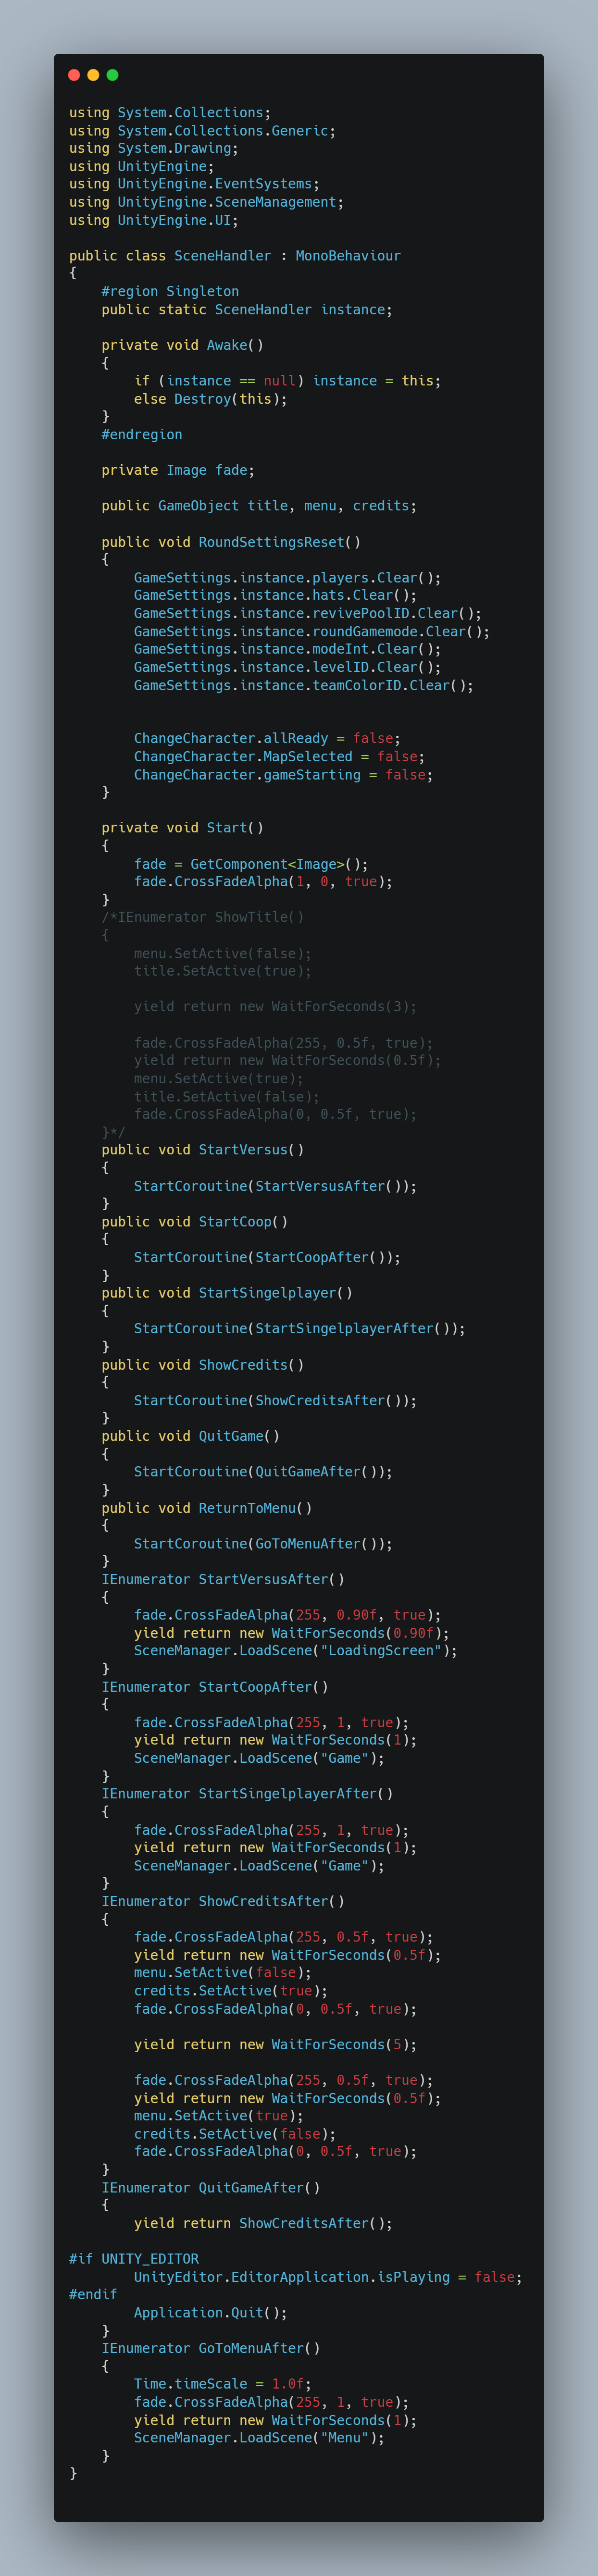 using System.Collections;
using System.Collections.Generic;
using System.Drawing;
using UnityEngine;
using UnityEngine.EventSystems;
using UnityEngine.SceneManagement;
using UnityEngine.UI;

public class SceneHandler : MonoBehaviour
{
    #region Singleton
    public static SceneHandler instance;

    private void Awake()
    {
        if (instance == null) instance = this;
        else Destroy(this);
    }
    #endregion

    private Image fade;

    public GameObject title, menu, credits;

    public void RoundSettingsReset()
    {
        GameSettings.instance.players.Clear();
        GameSettings.instance.hats.Clear();
        GameSettings.instance.revivePoolID.Clear();
        GameSettings.instance.roundGamemode.Clear();
        GameSettings.instance.modeInt.Clear();
        GameSettings.instance.levelID.Clear();
        GameSettings.instance.teamColorID.Clear();


        ChangeCharacter.allReady = false;
        ChangeCharacter.MapSelected = false;
        ChangeCharacter.gameStarting = false;
    }

    private void Start()
    {
        fade = GetComponent<Image>();
        fade.CrossFadeAlpha(1, 0, true);
    }
    /*IEnumerator ShowTitle()
    {
        menu.SetActive(false);
        title.SetActive(true);

        yield return new WaitForSeconds(3);

        fade.CrossFadeAlpha(255, 0.5f, true);
        yield return new WaitForSeconds(0.5f);
        menu.SetActive(true);
        title.SetActive(false);
        fade.CrossFadeAlpha(0, 0.5f, true);
    }*/
    public void StartVersus()
    {
        StartCoroutine(StartVersusAfter());
    }
    public void StartCoop()
    {
        StartCoroutine(StartCoopAfter());
    }
    public void StartSingelplayer()
    {
        StartCoroutine(StartSingelplayerAfter());
    }
    public void ShowCredits()
    {
        StartCoroutine(ShowCreditsAfter());
    }
    public void QuitGame()
    {
        StartCoroutine(QuitGameAfter());
    }
    public void ReturnToMenu()
    {
        StartCoroutine(GoToMenuAfter());
    }
    IEnumerator StartVersusAfter()
    {
        fade.CrossFadeAlpha(255, 0.90f, true);
        yield return new WaitForSeconds(0.90f);
        SceneManager.LoadScene("LoadingScreen");
    }
    IEnumerator StartCoopAfter()
    {
        fade.CrossFadeAlpha(255, 1, true);
        yield return new WaitForSeconds(1);
        SceneManager.LoadScene("Game");
    }
    IEnumerator StartSingelplayerAfter()
    {
        fade.CrossFadeAlpha(255, 1, true);
        yield return new WaitForSeconds(1);
        SceneManager.LoadScene("Game");
    }
    IEnumerator ShowCreditsAfter()
    {
        fade.CrossFadeAlpha(255, 0.5f, true);
        yield return new WaitForSeconds(0.5f);
        menu.SetActive(false);
        credits.SetActive(true);
        fade.CrossFadeAlpha(0, 0.5f, true);

        yield return new WaitForSeconds(5);

        fade.CrossFadeAlpha(255, 0.5f, true);
        yield return new WaitForSeconds(0.5f);
        menu.SetActive(true);
        credits.SetActive(false);
        fade.CrossFadeAlpha(0, 0.5f, true);
    }
    IEnumerator QuitGameAfter()
    {
        yield return ShowCreditsAfter();

#if UNITY_EDITOR
        UnityEditor.EditorApplication.isPlaying = false;
#endif
        Application.Quit();
    }
    IEnumerator GoToMenuAfter()
    {
        Time.timeScale = 1.0f;
        fade.CrossFadeAlpha(255, 1, true);
        yield return new WaitForSeconds(1);
        SceneManager.LoadScene("Menu");
    }
}